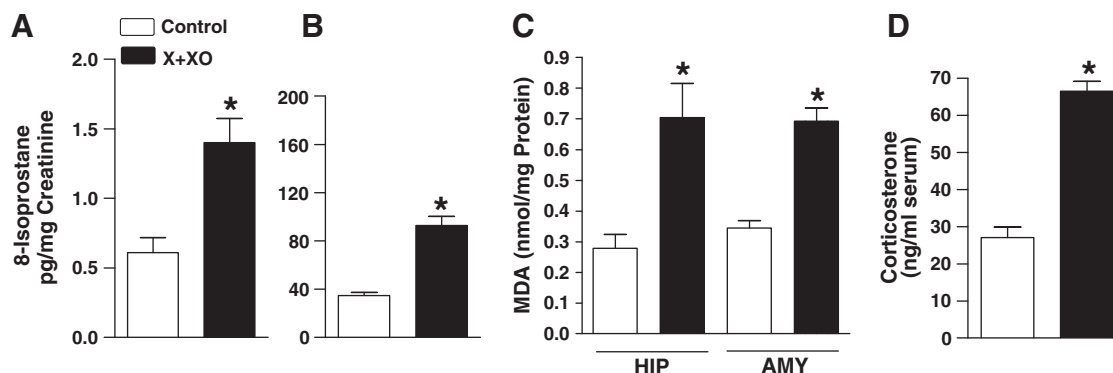 A
Control
X+XO
8-Isoprostane
pg/mg Creatinine
2.0
1.5
1.0
0.5
0.0
*
B
200
160
120
80
40
0
*
C
MDA (nmol/mg Protein)
0.9
0.8
0.7
0.6
0.5
0.4
0.3
0.2
0.1
0.0
*
*
HIP
AMY
D
Corticosterone
(ng/ml serum)
70
60
50
40
30
20
10
0
*